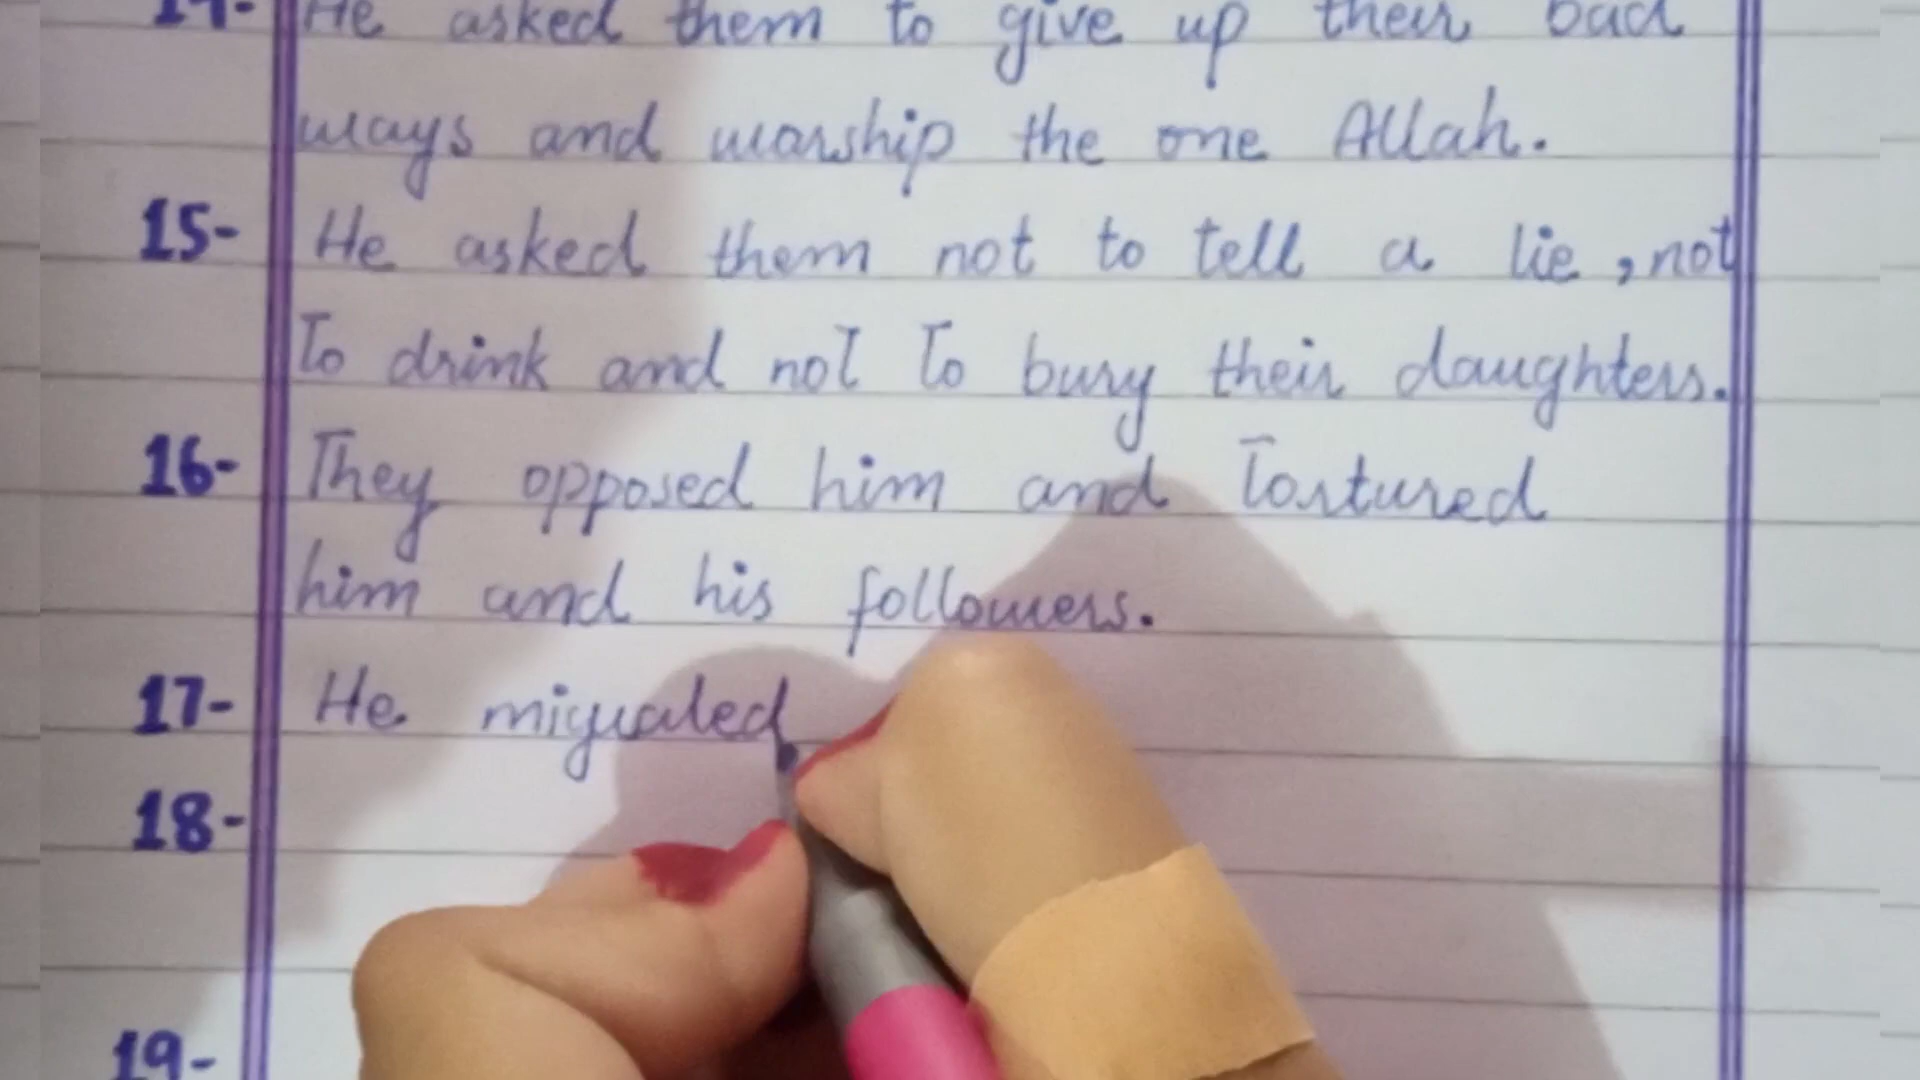 14- He asked them to give up their bad
ways and worship the one Allah.
15- He asked them not to tell a lie, not
To drink and not To bury their daughters.
16- They opposed him and Tortured
him and his followers.
17- He migrated
18-
19-